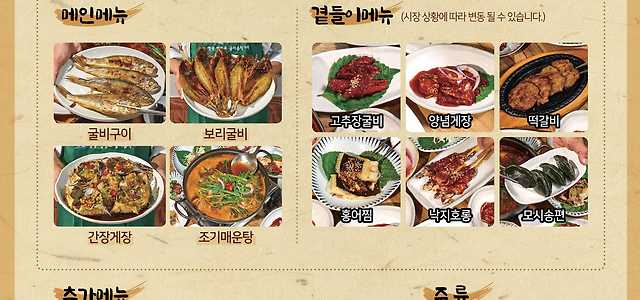 메인메뉴
굴비구이
보리굴비
간장게장
조기매운탕
곁들이메뉴 (시장 상황에 따라 변동 될 수 있습니다.)
고추장굴비
양념게장
떡갈비
홍어찜
낙지호롱
모시송편
추가메뉴
주 류